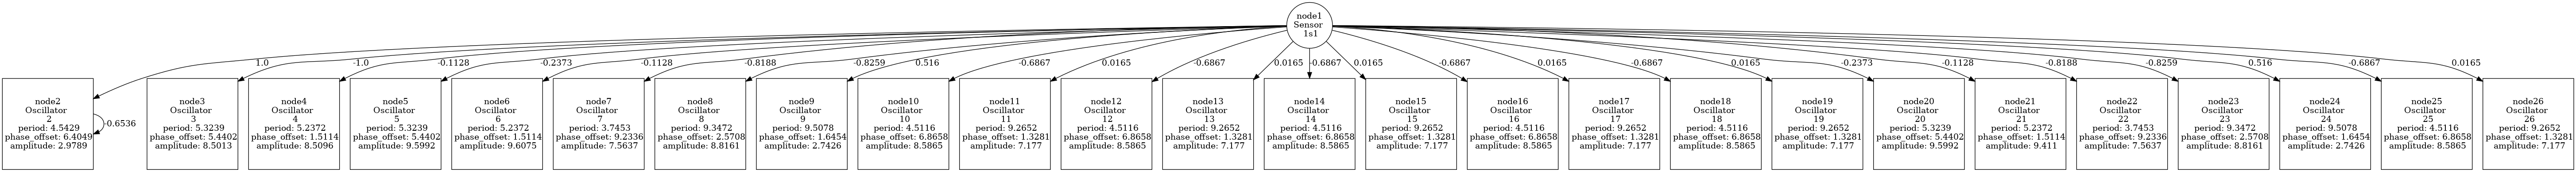 node1
Sensor
1s1
1.0
-1.0
-0.1128
-0.2373
-0.1128
-0.8188
-0.8259
0.516
-0.6867
0.0165
-0.6867
0.0165
-0.6867
0.0165
-0.6867
0.0165
-0.6867
0.0165
-0.2373
-0.1128
-0.8188
-0.8259
0.516
-0.6867
0.0165
node2
Oscillator
2
period: 4.5429
phase_offset: 6.4049
amplitude: 2.9789
-0.6536
node3
Oscillator
3
period: 5.3239
phase_offset: 5.4402
amplitude: 8.5013
node4
Oscillator
4
period: 5.2372
phase_offset: 1.5114
amplitude: 8.5096
node5
Oscillator
5
period: 5.3239
phase_offset: 5.4402
amplitude: 9.5992
node6
Oscillator
6
period: 5.2372
phase_offset: 1.5114
amplitude: 9.6075
node7
Oscillator
7
period: 3.7453
phase_offset: 9.2336
amplitude: 7.5637
node8
Oscillator
8
period: 9.3472
phase_offset: 2.5708
amplitude: 8.8161
node9
Oscillator
9
period: 9.5078
phase_offset: 1.6454
amplitude: 2.7426
node10
Oscillator
10
period: 4.5116
phase_offset: 6.8658
amplitude: 8.5865
node11
Oscillator
11
period: 9.2652
phase_offset: 1.3281
amplitude: 7.177
node12
Oscillator
12
period: 4.5116
phase_offset: 6.8658
amplitude: 8.5865
node13
Oscillator
13
period: 9.2652
phase_offset: 1.3281
amplitude: 7.177
node14
Oscillator
14
period: 4.5116
phase_offset: 6.8658
amplitude: 8.5865
node15
Oscillator
15
period: 9.2652
phase_offset: 1.3281
amplitude: 7.177
node16
Oscillator
16
period: 4.5116
phase_offset: 6.8658
amplitude: 8.5865
node17
Oscillator
17
period: 9.2652
phase_offset: 1.3281
amplitude: 7.177
node18
Oscillator
18
period: 4.5116
phase_offset: 6.8658
amplitude: 8.5865
node19
Oscillator
19
period: 9.2652
phase_offset: 1.3281
amplitude: 7.177
node20
Oscillator
20
period: 5.3239
phase_offset: 5.4402
amplitude: 9.5992
node21
Oscillator
21
period: 5.2372
phase_offset: 1.5114
amplitude: 9.411
node22
Oscillator
22
period: 3.7453
phase_offset: 9.2336
amplitude: 7.5637
node23
Oscillator
23
period: 9.3472
phase_offset: 2.5708
amplitude: 8.8161
node24
Oscillator
24
period: 9.5078
phase_offset: 1.6454
amplitude: 2.7426
node25
Oscillator
25
period: 4.5116
phase_offset: 6.8658
amplitude: 8.5865
node26
Oscillator
26
period: 9.2652
phase_offset: 1.3281
amplitude: 7.177